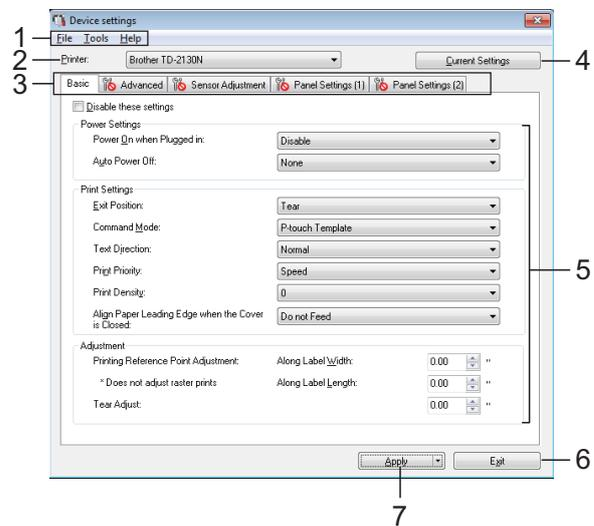 Device settings
1 File Tools Help
2 Printer: Brother TD-2130N Current Settings 4
3 Basic Advanced Sensor Adjustment Panel Settings (1) Panel Settings (2)
Disable these settings
Power Settings
Power On when Plugged in: Disable
Auto Power Off: None
Print Settings
Exit Position: Tear
Command Mode: P-touch Template
Text Direction: Normal
Print Priority: Speed 5
Print Density: 0
Align Paper Leading Edge when the Cover is Closed: Do not Feed
Adjustment
Printing Reference Point Adjustment: Along Label Width: 0.00 "
* Does not adjust raster prints Along Label Length: 0.00 "
Tear Adjust: 0.00 "
Apply Exit 6
7